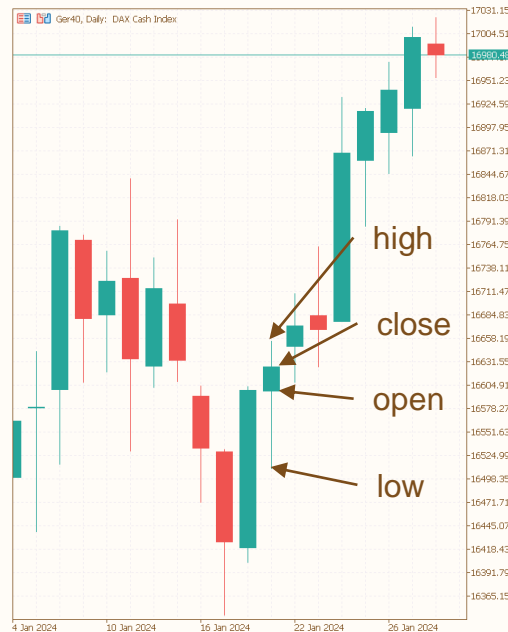 Ger40, Daily: DAX Cash Index
17031.15
17004.51
16980.48
16951.23
16924.59
16897.95
16871.31
16844.67
16818.03
16791.39
16764.75
16738.11
16711.47
16684.83
16658.19
16631.55
16604.91
16578.27
16551.63
16524.99
16498.35
16471.71
16445.07
16418.43
16391.79
16365.15
high
close
open
low
4 Jan 2024
10 Jan 2024
16 Jan 2024
22 Jan 2024
26 Jan 2024